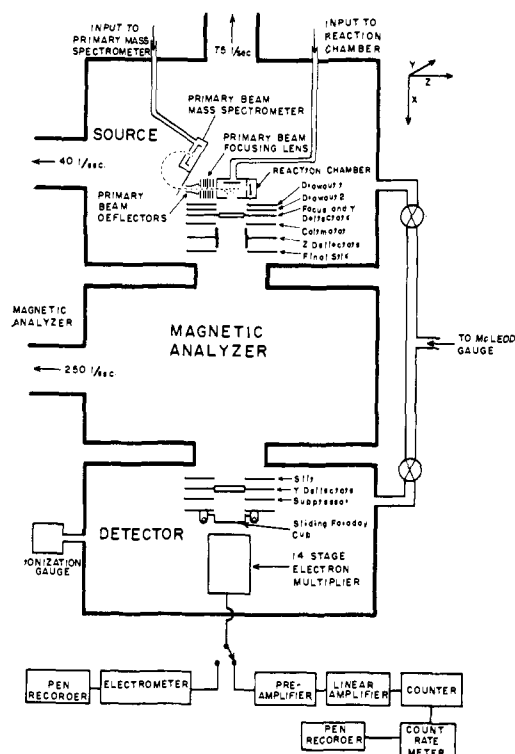 INPUT TO
PRIMARY MASS
SPECTROMETER
75 l/sec
INPUT TO
REACTION
CHAMBER
Y
Z
X
PRIMARY BEAM
MASS SPECTROMETER
SOURCE
PRIMARY BEAM
FOCUSING LENS
40 l/sec.
REACTION CHAMBER
PRIMARY
BEAM
DEFLECTORS
Drawout 1
Drawout 2
Focus and Y
Deflectors
Collimator
Z Deflectors
Final Slit
MAGNETIC
ANALYZER
MAGNETIC
ANALYZER
TO McLEOD
GAUGE
250 l/sec.
Slit
Y Deflectors
Suppressor
Sliding Faraday
Cup
DETECTOR
IONIZATION
GAUGE
14 STAGE
ELECTRON
MULTIPLIER
PEN
RECORDER
ELECTROMETER
PRE-
AMPLIFIER
LINEAR
AMPLIFIER
COUNTER
PEN
RECORDER
COUNT
RATE
METER